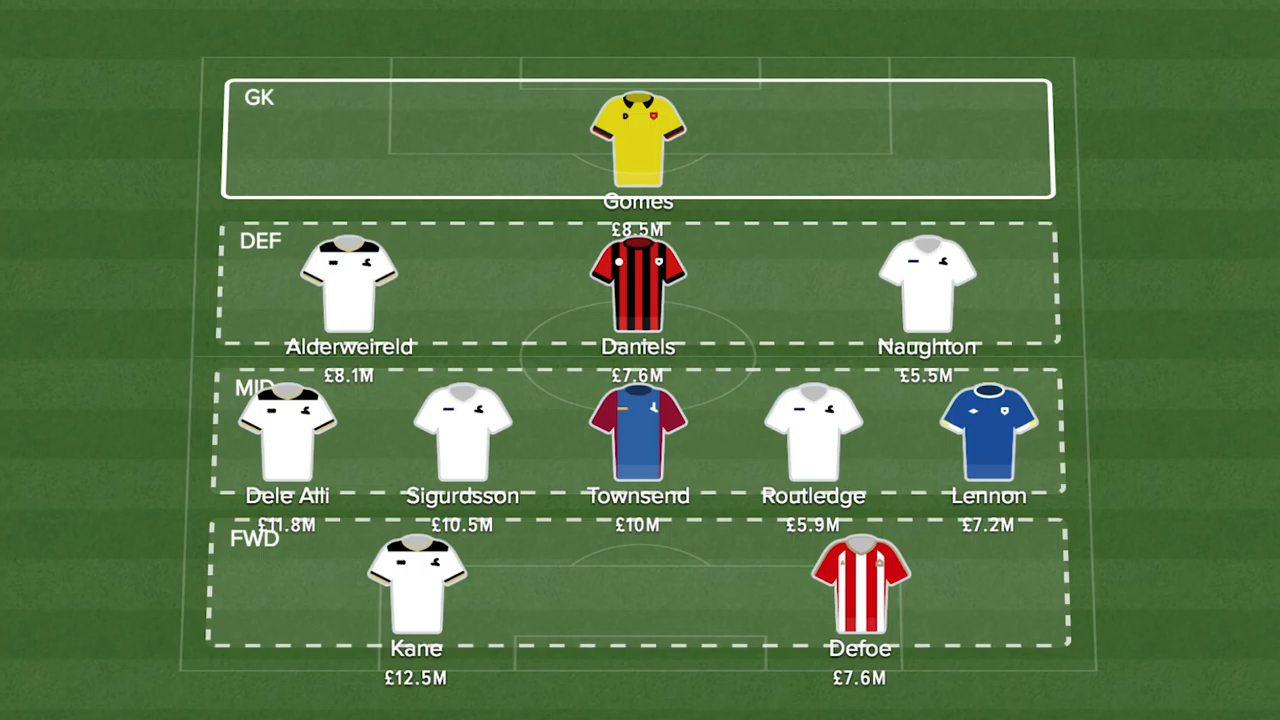 GK
Gomes
£8.5M
DEF
Alderweireld Daniels Naughton
£8.1M £7.6M £5.5M
MID
Dele Alli Sigurdsson Townsend Routledge Lennon
£11.8M £10.5M £10M £5.9M £7.2M
FWD
Kane Defoe
£12.5M £7.6M